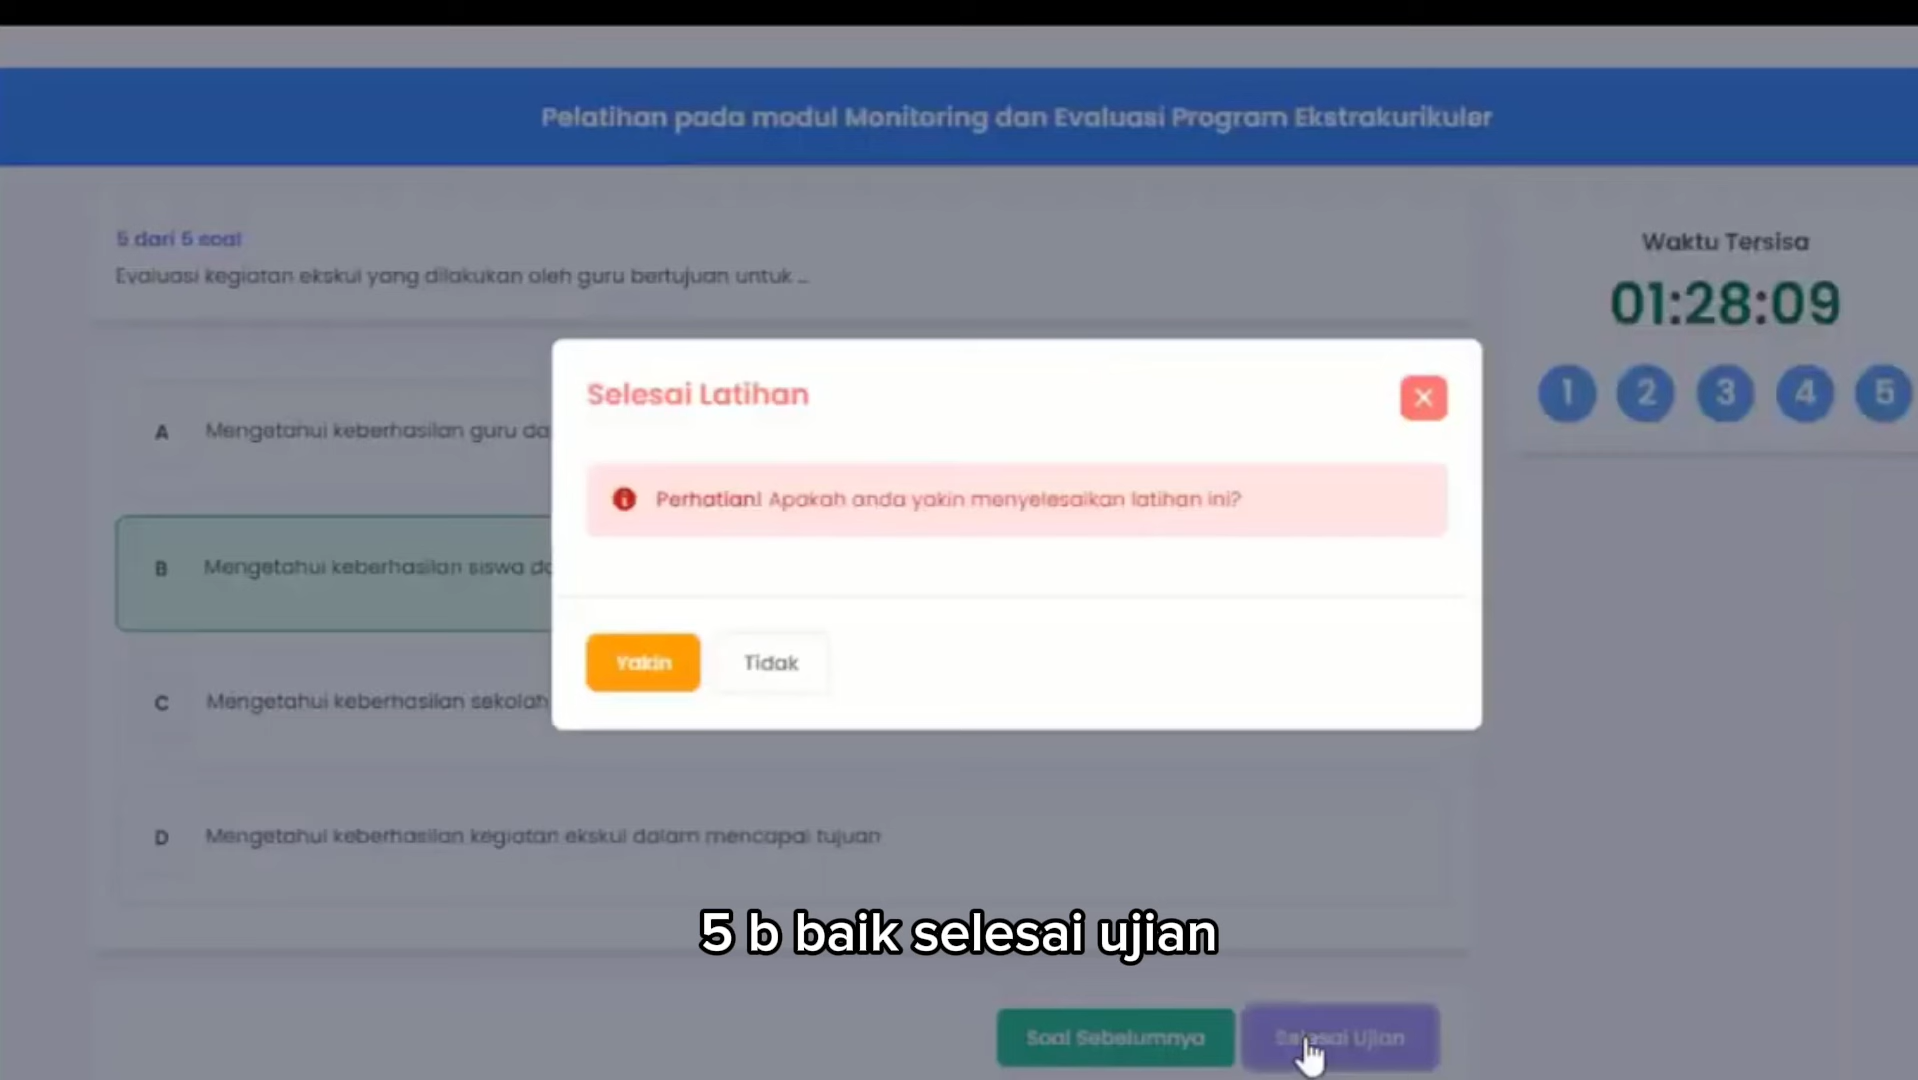 Pelatihan pada modul Monitoring dan Evaluasi Program Ekstrakurikuler
5 dari 5 soal
Evaluasi kegiatan ekskul yang dilakukan oleh guru bertujuan untuk ...
Waktu Tersisa
01:28:09
1 2 3 4 5
Selesai Latihan
Perhatian! Apakah anda yakin menyelesaikan latihan ini?
Yakin Tidak
A Mengetahui keberhasilan guru da
B Mengetahui keberhasilan siswa da
C Mengetahui keberhasilan sekolah
D Mengetahui keberhasilan kegiatan ekskul dalam mencapai tujuan
5 b baik selesai ujian
Soal Sebelumnya Selesai Ujian